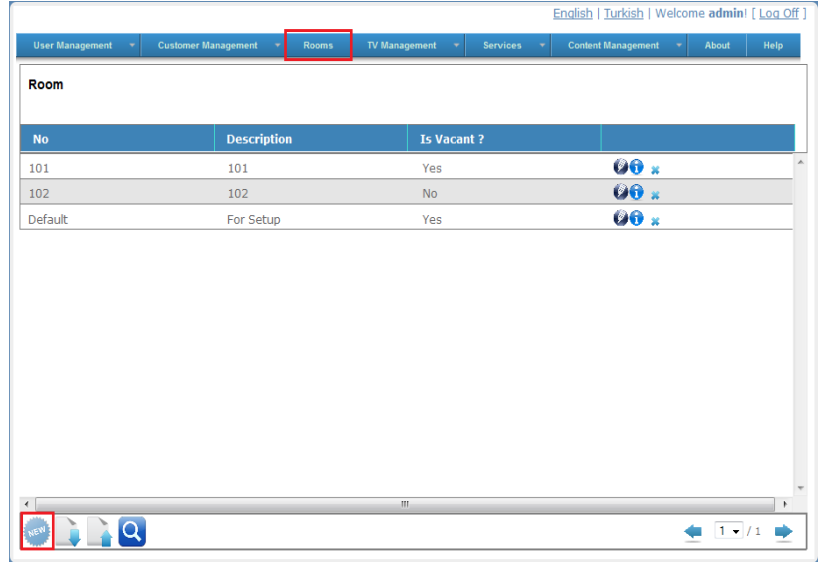 English | Turkish | Welcome admin! [ Log Off ]
User Management Customer Management Rooms TV Management Services Content Management About Help
Room
No Description Is Vacant ?
101 101 Yes
102 102 No
Default For Setup Yes
NEW 1 / 1